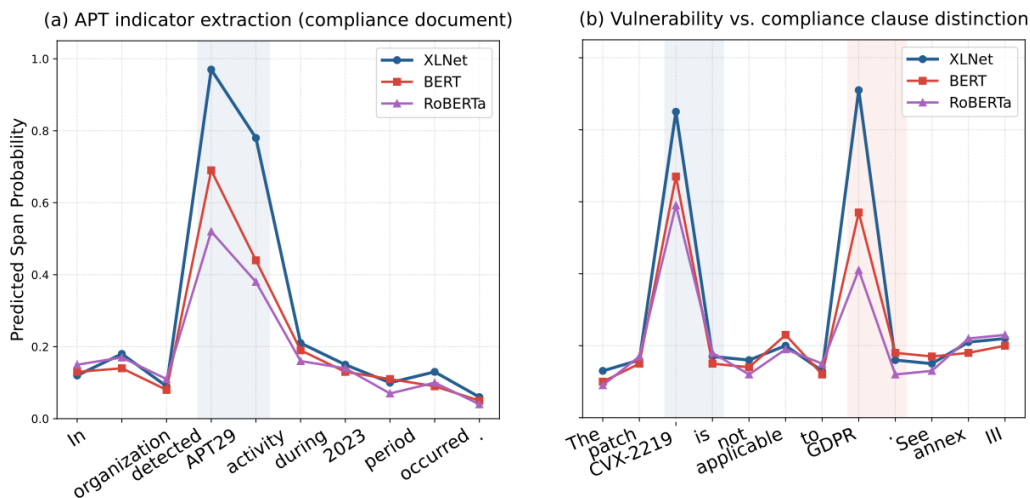 (a) APT indicator extraction (compliance document)
Predicted Span Probability
1.0
0.8
0.6
0.4
0.2
0.0
XLNet
BERT
RoBERTa
In
organization
detected
APT29
activity
during
2023
period
occurred
.
(b) Vulnerability vs. compliance clause distinction
XLNet
BERT
RoBERTa
The
patch
CVX-2219
is
not
applicable
to
GDPR
.
See
annex
III